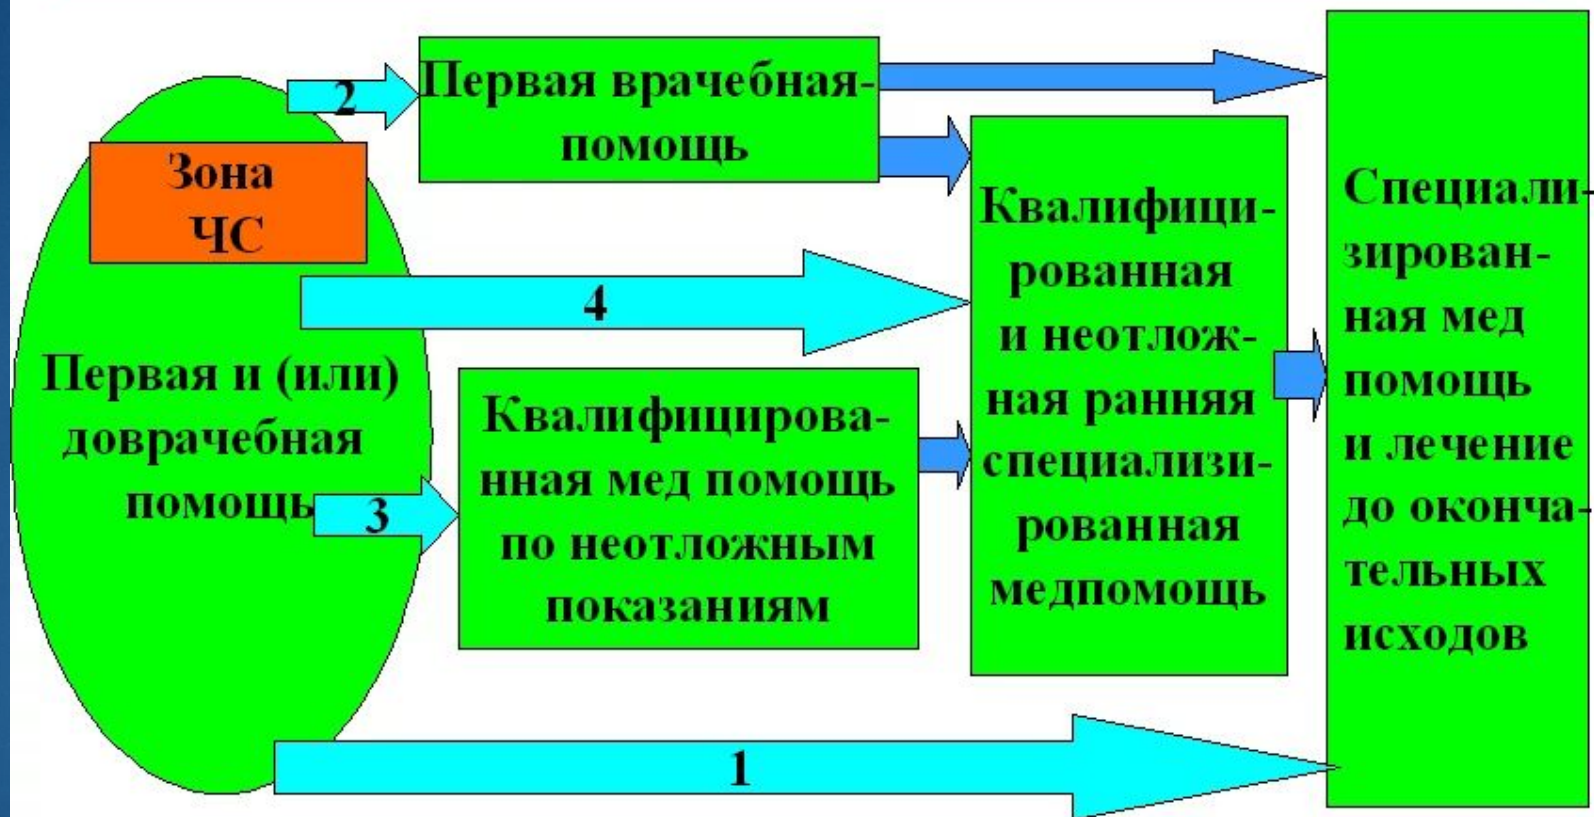 2
Первая врачебная-
помощь
Зона
ЧС
4
Первая и (или)
доврачебная
помощь
3
Квалифицирова-
нная мед помощь
по неотложным
показаниям
Квалифици-
рованная
и неотлож-
ная ранняя
специализи-
рованная
медпомощь
Специали-
зирован-
ная мед
помощь
и лечение
до оконча-
тельных
исходов
1